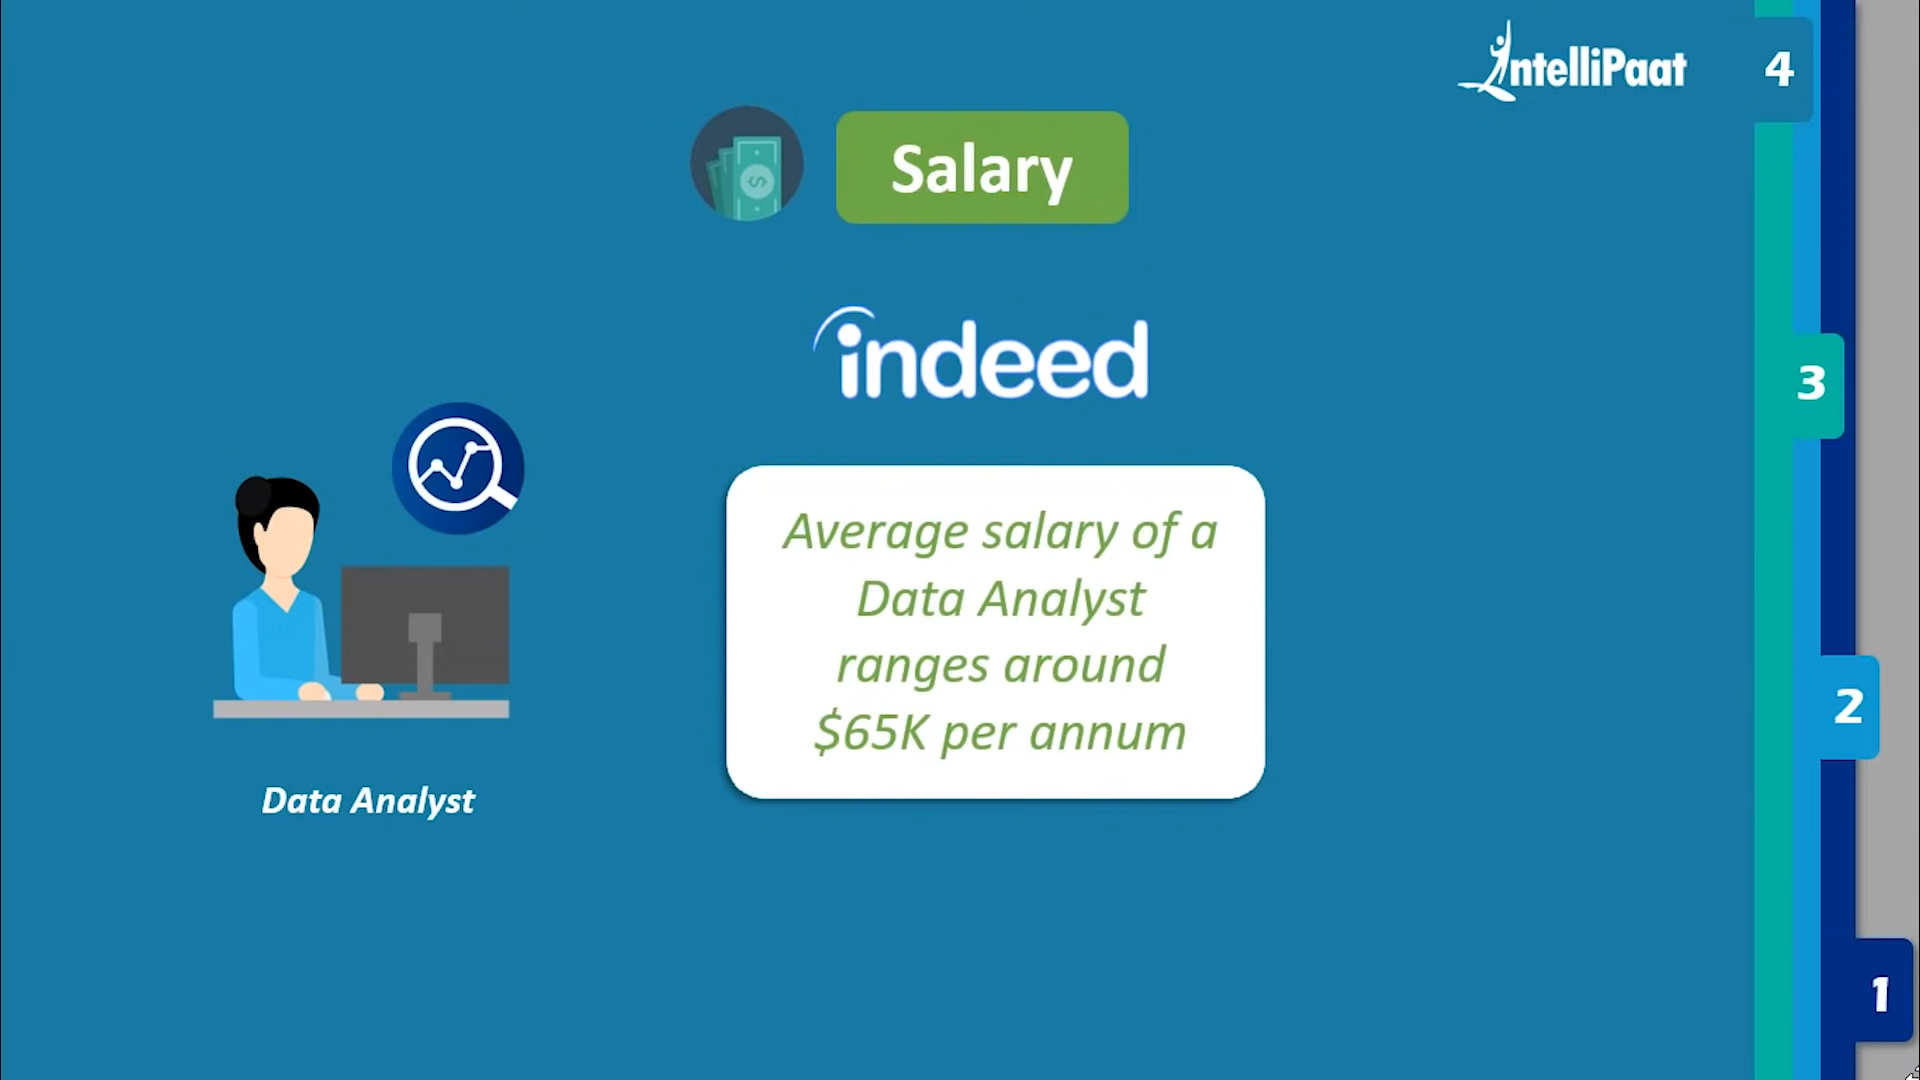 IntelliPaat
4
Salary
indeed
3
Average salary of a
Data Analyst
ranges around
$65K per annum
2
Data Analyst
1